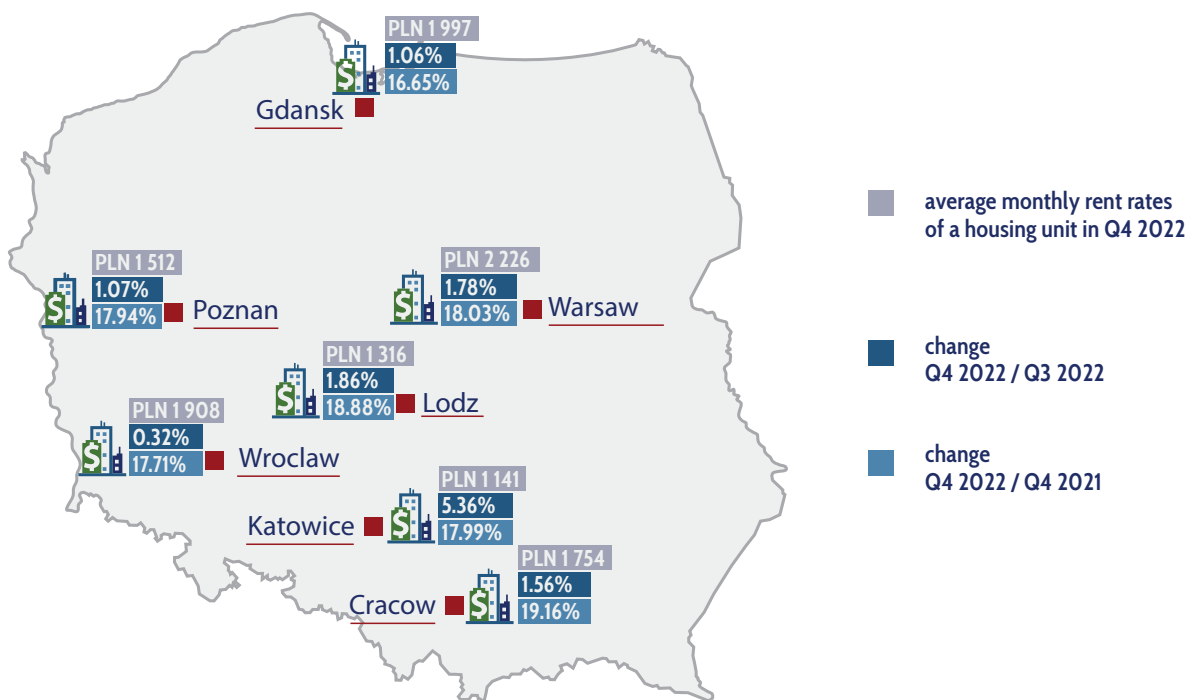 PLN 1 997
1.06%
16.65%
Gdansk
PLN 1 512
1.07%
17.94%
Poznan
PLN 2 226
1.78%
18.03%
Warsaw
PLN 1 316
1.86%
18.88%
Lodz
PLN 1 908
0.32%
17.71%
Wroclaw
PLN 1 141
5.36%
17.99%
Katowice
PLN 1 754
1.56%
19.16%
Cracow
average monthly rent rates
of a housing unit in Q4 2022
change
Q4 2022 / Q3 2022
change
Q4 2022 / Q4 2021